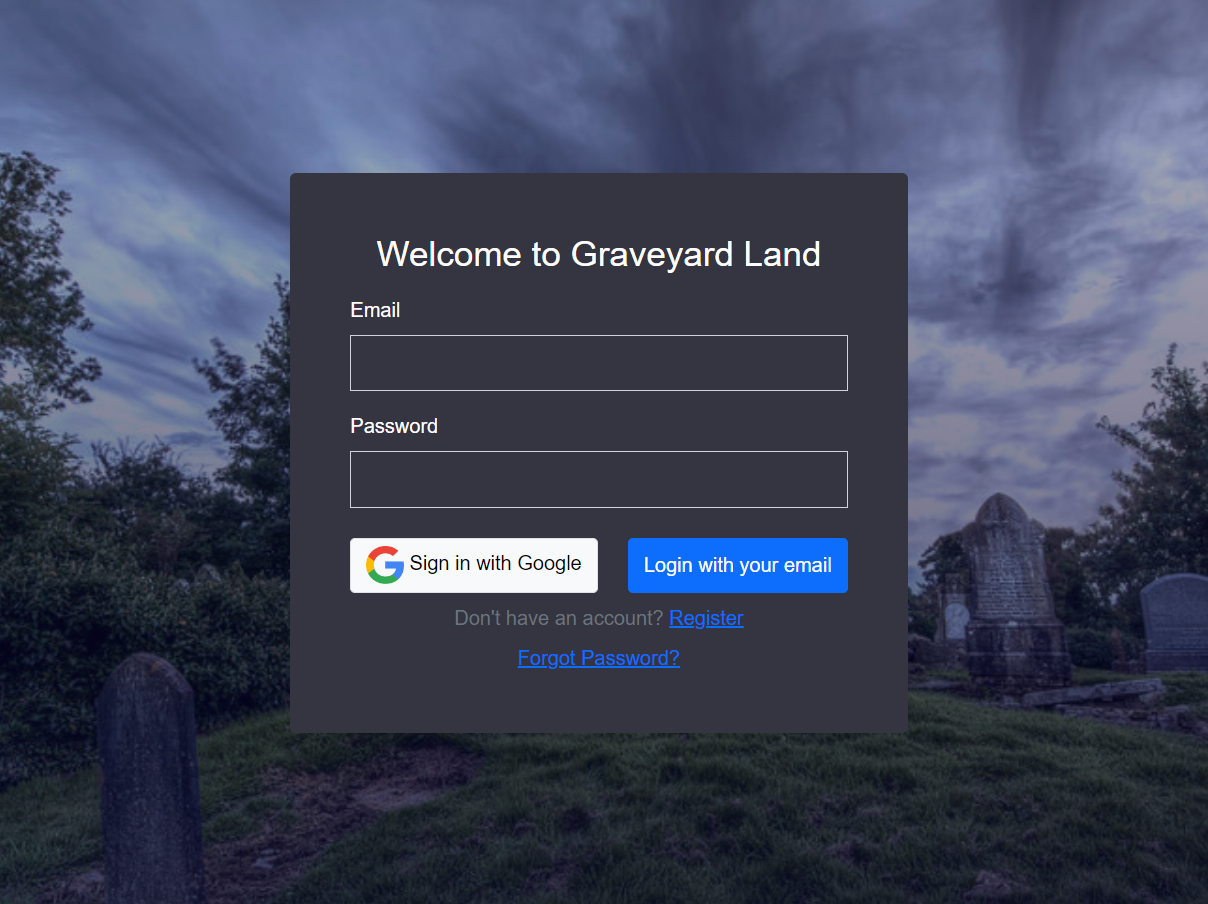 Welcome to Graveyard Land
Email
Password
Sign in with Google
Login with your email
Don't have an account? Register
Forgot Password?